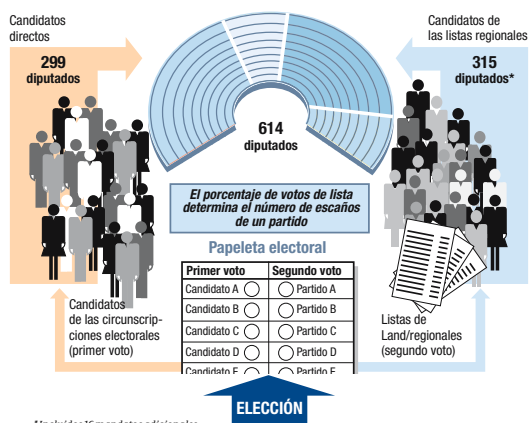 Candidatos
directos
299
diputados
Candidatos de
las listas regionales
315
diputados*
614
diputados
El porcentaje de votos de lista
determina el número de escaños
de un partido
Papeleta electoral
Primer voto Segundo voto
Candidato A Partido A
Candidato B Partido B
Candidato C Partido C
Candidato D Partido D
Candidato E Partido E
Candidatos
de las circunscrip-
ciones electorales
(primer voto)
Listas de
Land/regionales
(segundo voto)
ELECCIÓN